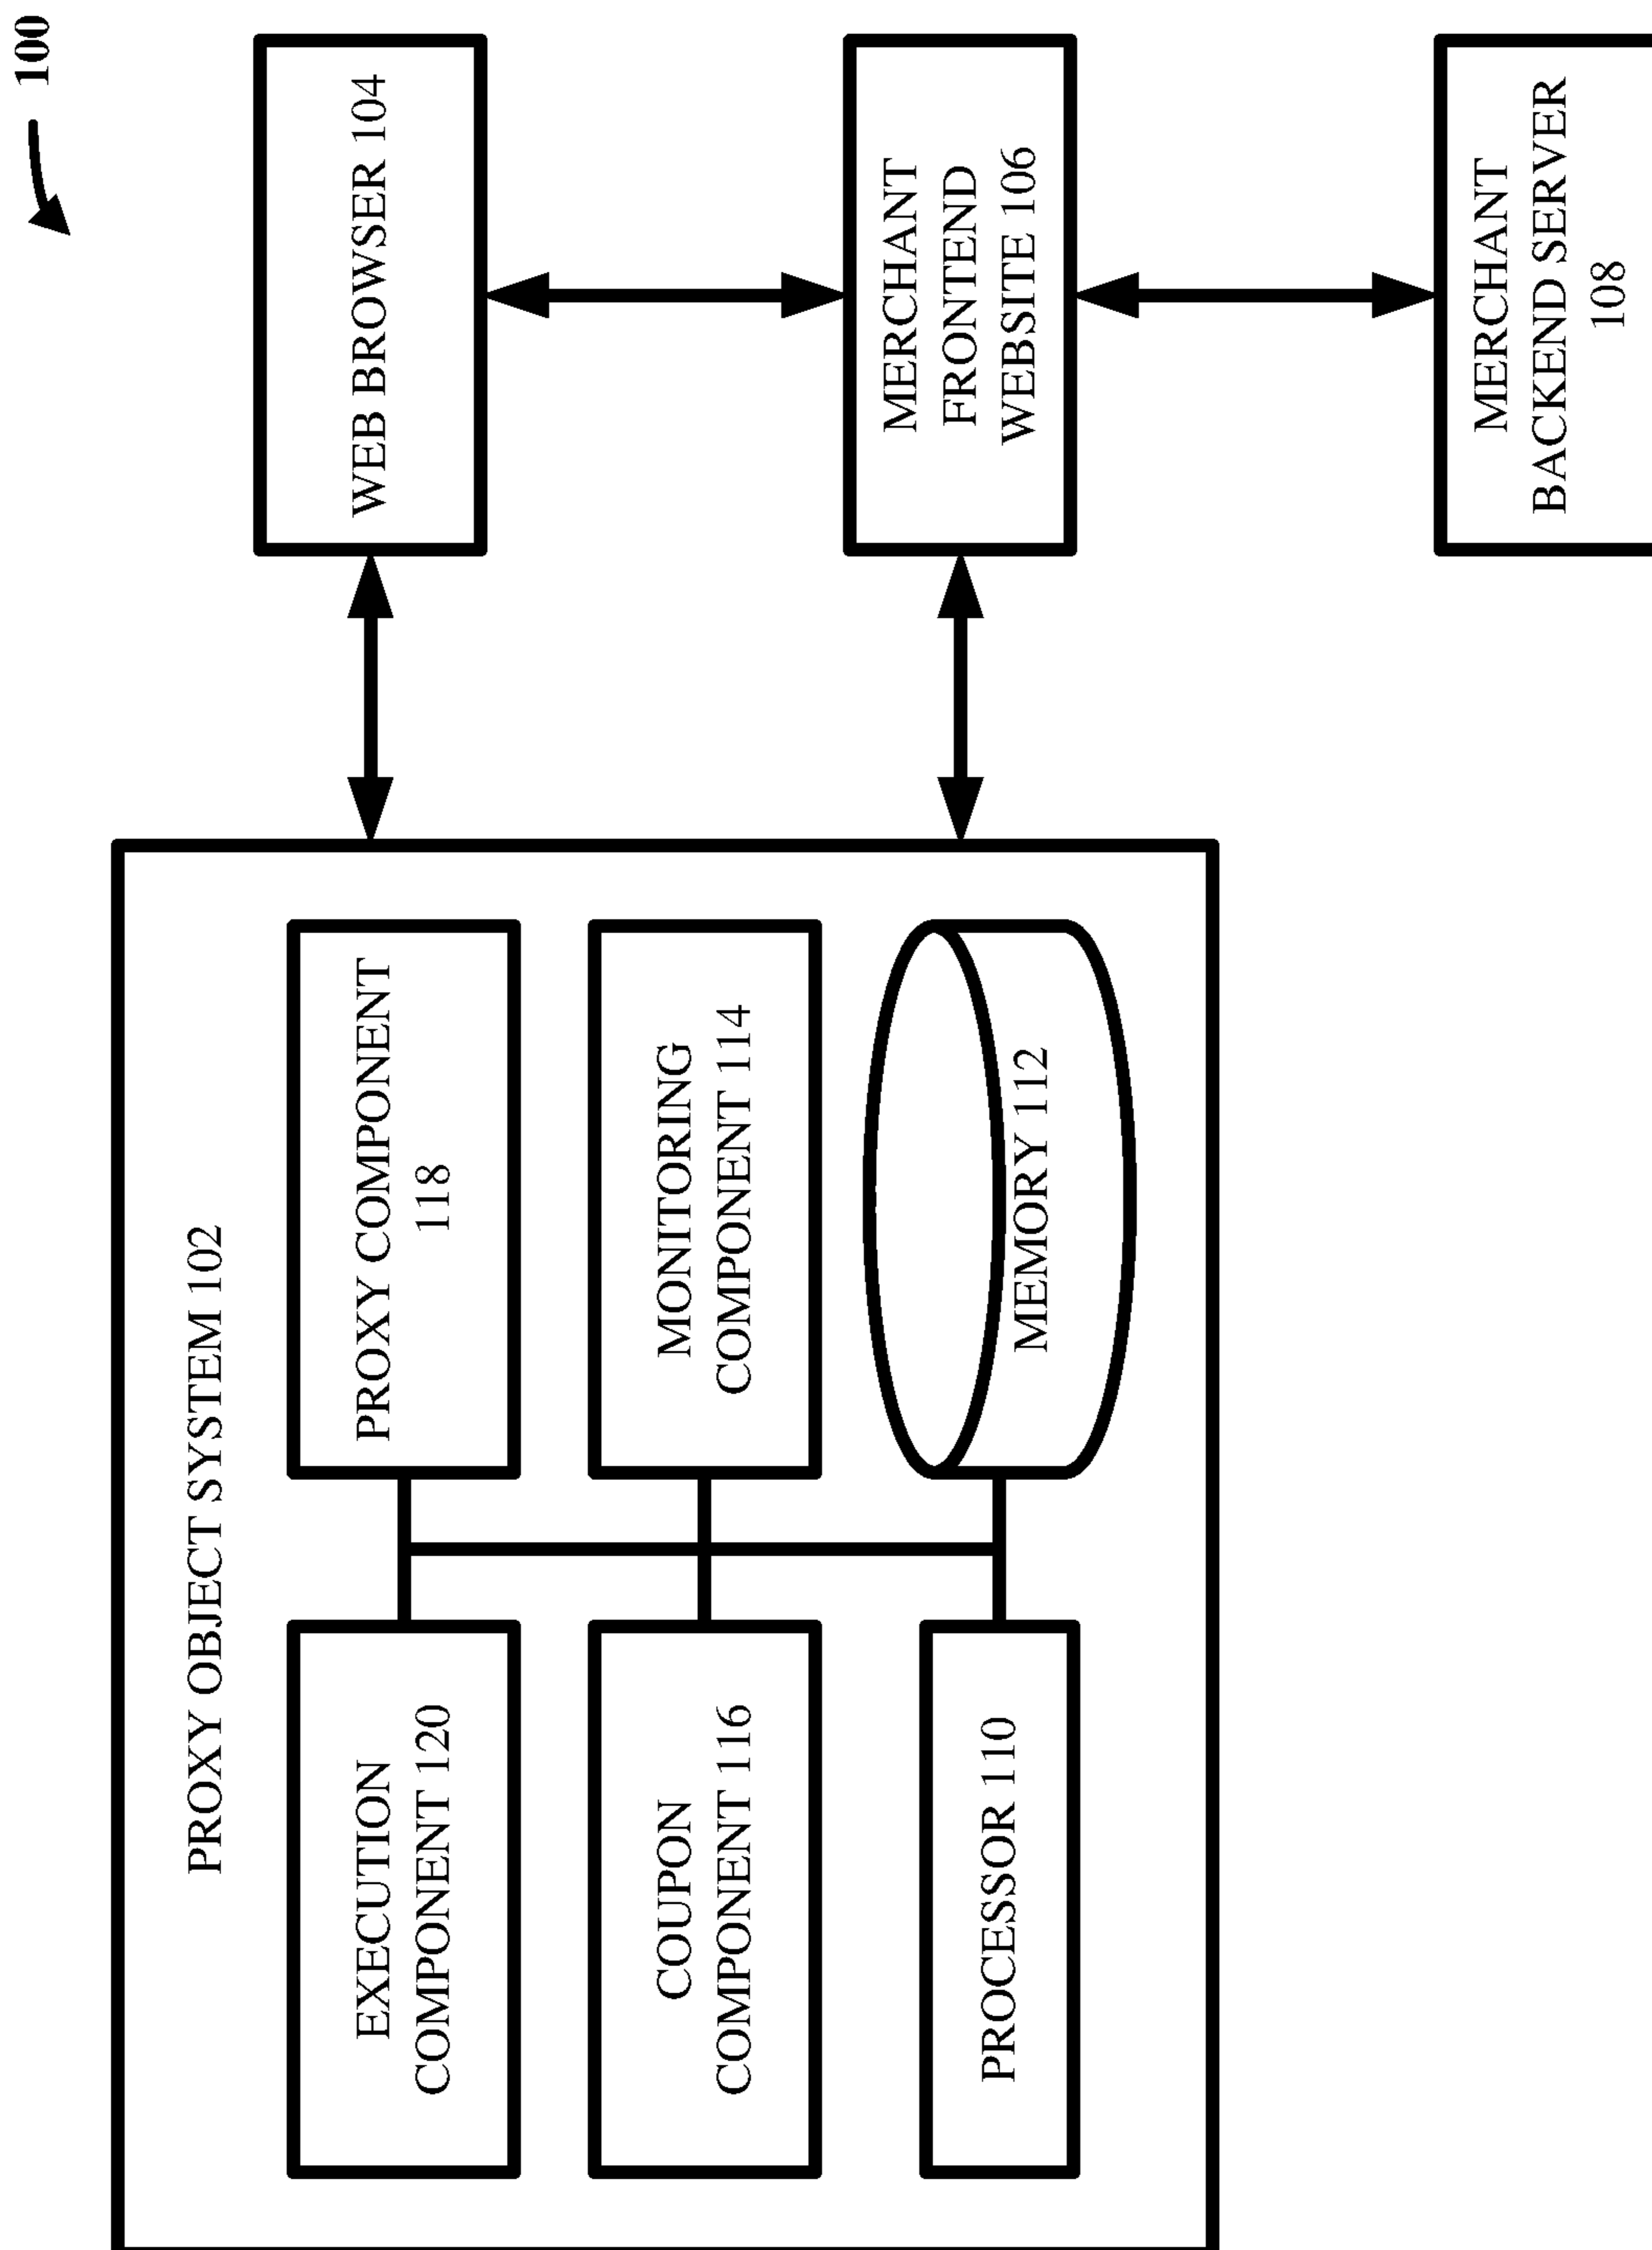 100
PROXY OBJECT SYSTEM 102
EXECUTION
COMPONENT 120
PROXY COMPONENT
118
WEB BROWSER 104
COUPON
COMPONENT 116
MONITORING
COMPONENT 114
PROCESSOR 110
MEMORY 112
MERCHANT
FRONTEND
WEBSITE 106
MERCHANT
BACKEND SERVER
108